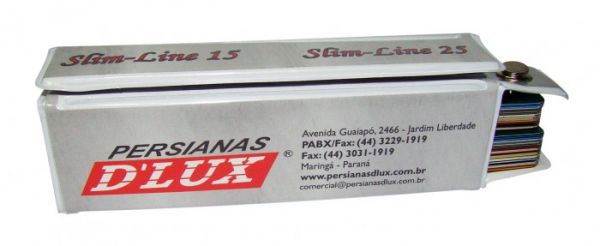 Slim-Line 15
Slim-Line 25
PERSIANAS
D'LUX ®
Avenida Guaiapó, 2466 - Jardim Liberdade
PABX/Fax: (44) 3229-1919
Fax: (44) 3031-1919
Maringá - Paraná
www.persianasdlux.com.br
comercial@persianasdlux.com.br